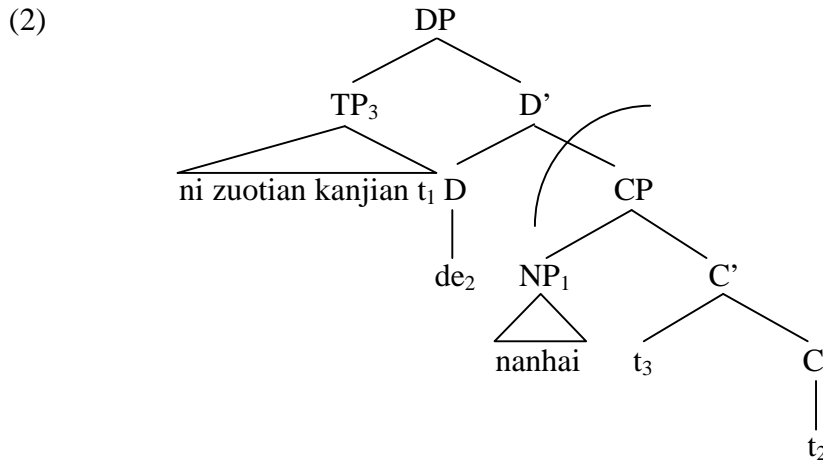 (2)
DP
TP₃ D’
ni zuotian kanjian t₁ D CP
de₂ NP₁ C’
nanhai t₃ C
t₂